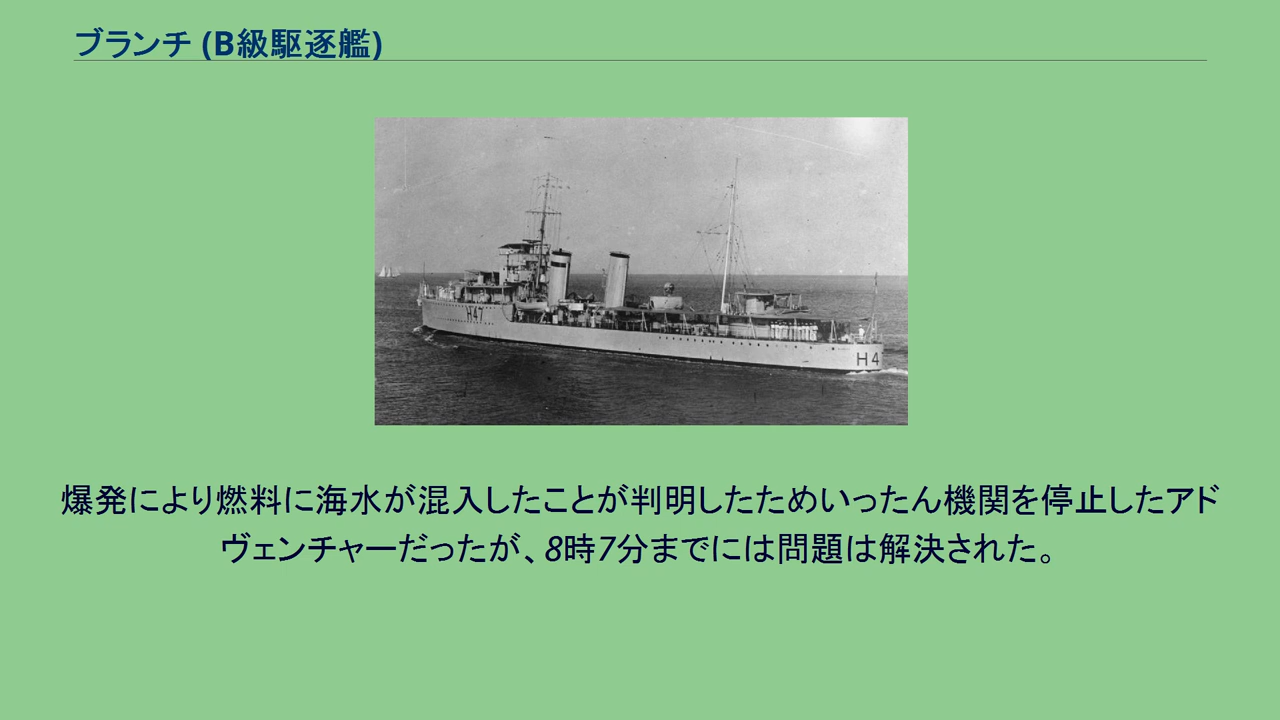 ブランチ (B級駆逐艦)
H47
H4
爆発により燃料に海水が混入したことが判明したためいったん機関を停止したアド
ヴェンチャーだったが、8時7分までには問題は解決された。